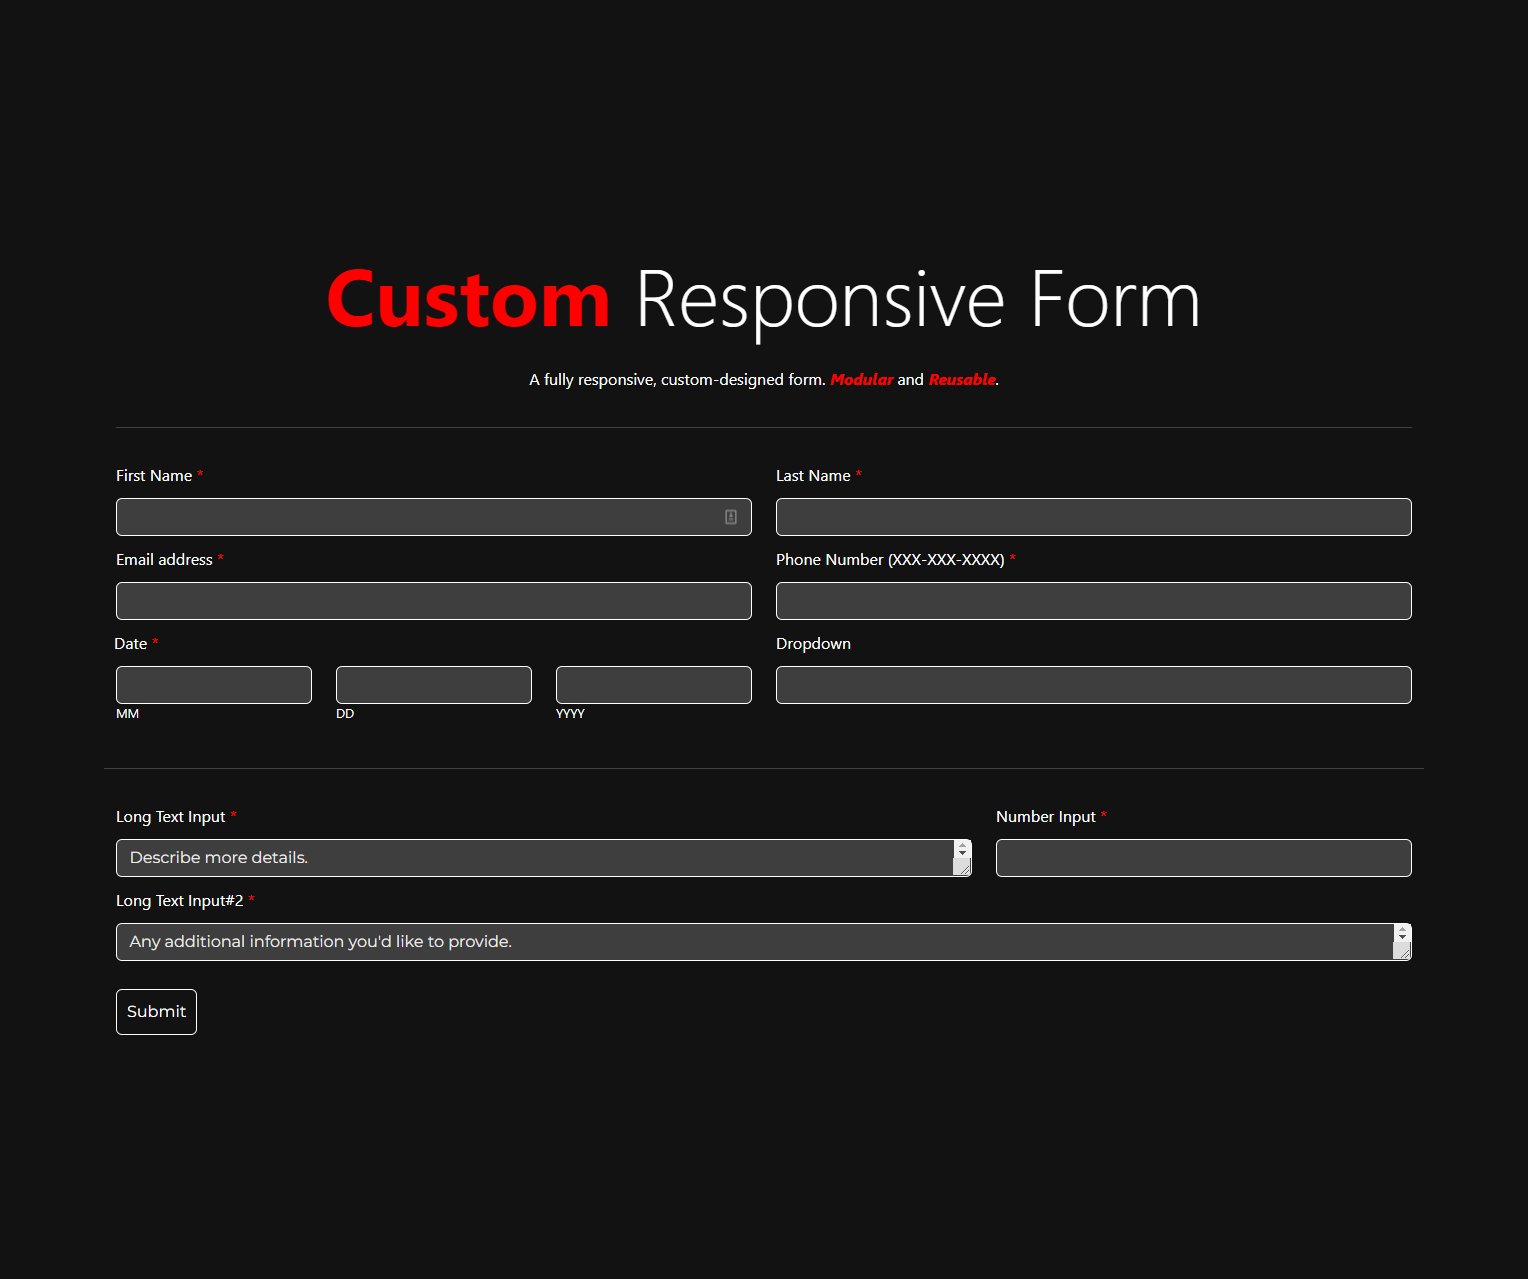 Custom Responsive Form
A fully responsive, custom-designed form. Modular and Reusable.
First Name *
Last Name *
Email address *
Phone Number (XXX-XXX-XXXX) *
Date *
Dropdown
MM
DD
YYYY
Long Text Input *
Number Input *
Describe more details.
Long Text Input#2 *
Any additional information you'd like to provide.
Submit